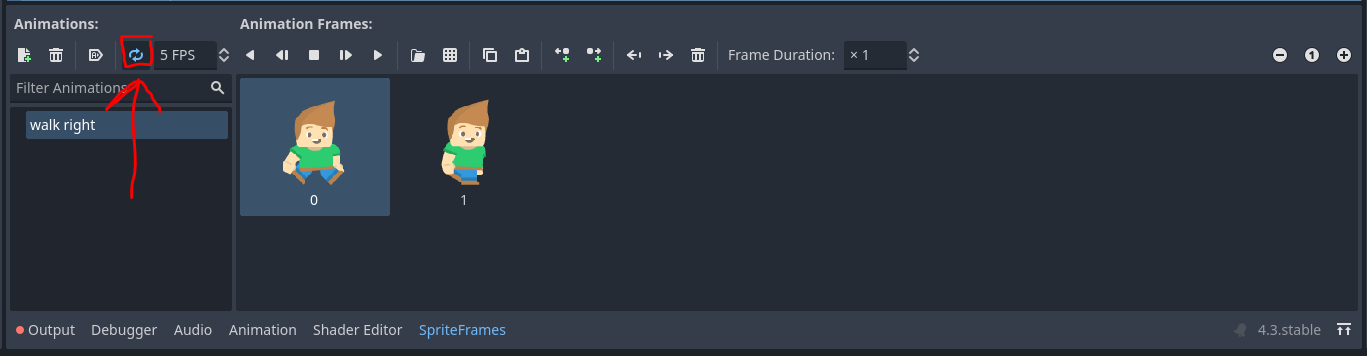 Animations:
Animation Frames:
5 FPS
Frame Duration:
× 1
1
Filter Animations
walk right
0
1
Output
Debugger
Audio
Animation
Shader Editor
SpriteFrames
4.3.stable